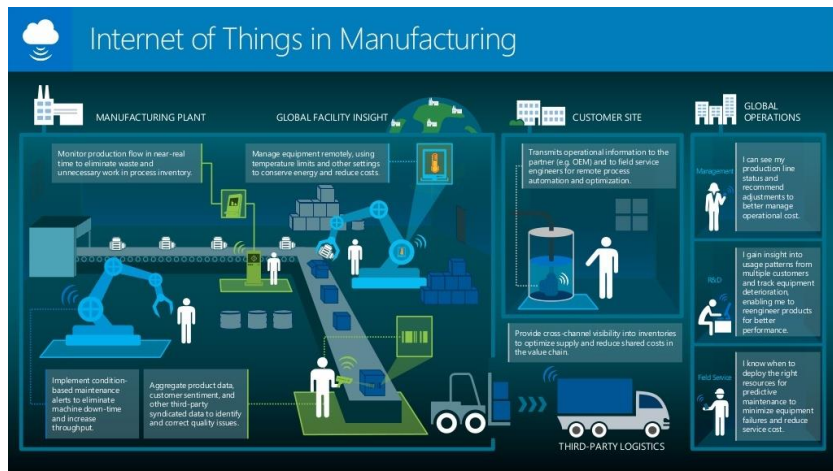 Internet of Things in Manufacturing
MANUFACTURING PLANT
GLOBAL FACILITY INSIGHT
CUSTOMER SITE
GLOBAL
OPERATIONS
Monitor production flow in near-real
time to eliminate waste and
unnecessary work in process inventory.
Manage equipment remotely, using
temperature limits and other settings
to conserve energy and reduce costs.
Transmits operational information to the
partner (e.g. OEM) and to field service
engineers for remote process
automation and optimization.
Management
I can see my
production line
status and
recommend
adjustments to
better manage
operational cost.
R&D
I gain insight into
usage patterns from
multiple customers
and track equipment
deterioration,
enabling me to
reengineer products
for better
performance.
Provide cross-channel visibility into inventories
to optimize supply and reduce shared costs in
the value chain.
Implement condition-
based maintenance
alerts to eliminate
machine down-time
and increase
throughput.
Aggregate product data,
customer sentiment, and
other third-party
syndicated data to identify
and correct quality issues.
Field Service
I know when to
deploy the right
resources for
predictive
maintenance to
minimize equipment
failures and reduce
service cost.
THIRD-PARTY LOGISTICS